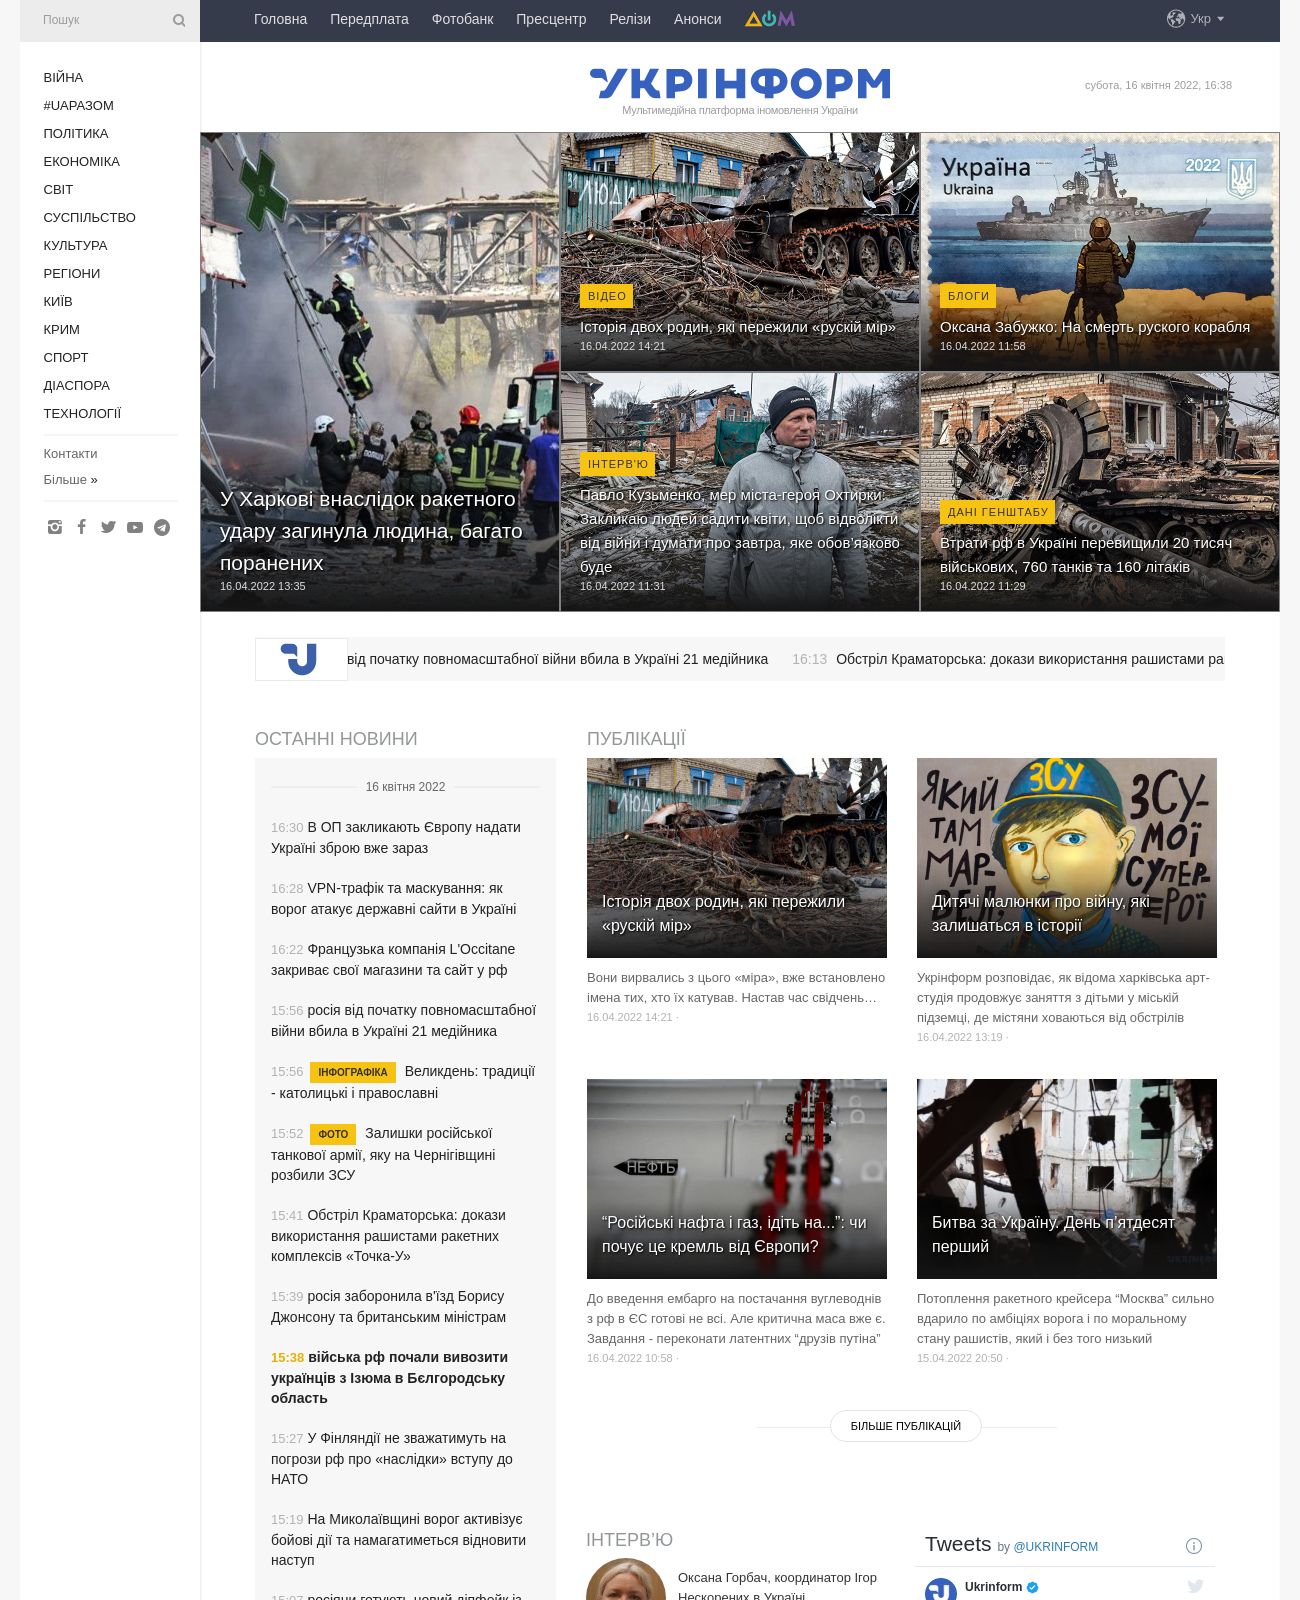 Пошук
Головна Передплата Фотобанк Пресцентр Релізи Анонси ДОМ
Укр
ВІЙНА
#UАРАЗОМ
ПОЛІТИКА
ЕКОНОМІКА
СВІТ
СУСПІЛЬСТВО
КУЛЬТУРА
РЕГІОНИ
КИЇВ
КРИМ
СПОРТ
ДІАСПОРА
ТЕХНОЛОГІЇ
Контакти
Більше »
УКРІНФОРМ
Мультимедійна платформа іномовлення України
субота, 16 квітня 2022, 16:38
У Харкові внаслідок ракетного
удару загинула людина, багато
поранених
16.04.2022 13:35
ЛЮДИ
ВІДЕО
Історія двох родин, які пережили «рускій мір»
16.04.2022 14:21
Україна
Ukraina
2022
БЛОГИ
Оксана Забужко: На смерть руского корабля
16.04.2022 11:58
W
ІНТЕРВ'Ю
Павло Кузьменко, мер міста-героя Охтирки:
Закликаю людей садити квіти, щоб відволікти
від війни і думати про завтра, яке обов’язково
буде
16.04.2022 11:31
ДАНІ ГЕНШТАБУ
Втрати рф в Україні перевищили 20 тисяч
військових, 760 танків та 160 літаків
16.04.2022 11:29
від початку повномасштабної війни вбила в Україні 21 медійника 16:13 Обстріл Краматорська: докази використання рашистами ра
ОСТАННІ НОВИНИ
16 квітня 2022
16:30 В ОП закликають Європу надати
Україні зброю вже зараз
16:28 VPN-трафік та маскування: як
ворог атакує державні сайти в Україні
16:22 Французька компанія L'Occitane
закриває свої магазини та сайт у рф
15:56 росія від початку повномасштабної
війни вбила в Україні 21 медійника
15:56 ІНФОГРАФІКА Великдень: традиції
- католицькі і православні
15:52 ФОТО Залишки російської
танкової армії, яку на Чернігівщині
розбили ЗСУ
15:41 Обстріл Краматорська: докази
використання рашистами ракетних
комплексів «Точка-У»
15:39 росія заборонила в'їзд Борису
Джонсону та британським міністрам
15:38 війська рф почали вивозити
українців з Ізюма в Бєлгородську
область
15:27 У Фінляндії не зважатимуть на
погрози рф про «наслідки» вступу до
НАТО
15:19 На Миколаївщині ворог активізує
бойові дії та намагатиметься відновити
наступ
15:07 росіяни готують новий діпфейк із
ПУБЛІКАЦІЇ
ЛЮДИ
Історія двох родин, які пережили
«рускій мір»
Вони вирвались з цього «міра», вже встановлено
імена тих, хто їх катував. Настав час свідчень…
16.04.2022 14:21 ·
ЗСУ
ЯКИЙ
ТАМ
МАР-
ВЕЛ,
ЗСУ-
МОЇ
СУПЕР-
ГЕРОЇ
Дитячі малюнки про війну, які
залишаться в історії
Укрінформ розповідає, як відома харківська арт-
студія продовжує заняття з дітьми у міській
підземці, де містяни ховаються від обстрілів
16.04.2022 13:19 ·
НЕФТЬ
“Російські нафта і газ, ідіть на...”: чи
почує це кремль від Європи?
До введення ембарго на постачання вуглеводнів
з рф в ЄС готові не всі. Але критична маса вже є.
Завдання - переконати латентних “друзів путіна”
16.04.2022 10:58 ·
Битва за Україну. День п’ятдесят
перший
Потоплення ракетного крейсера “Москва” сильно
вдарило по амбіціях ворога і по моральному
стану рашистів, який і без того низький
15.04.2022 20:50 ·
БІЛЬШЕ ПУБЛІКАЦІЙ
ІНТЕРВ’Ю
Оксана Горбач, координатор Ігор
Нескорених в Україні
Tweets by @UKRINFORM
Ukrinform